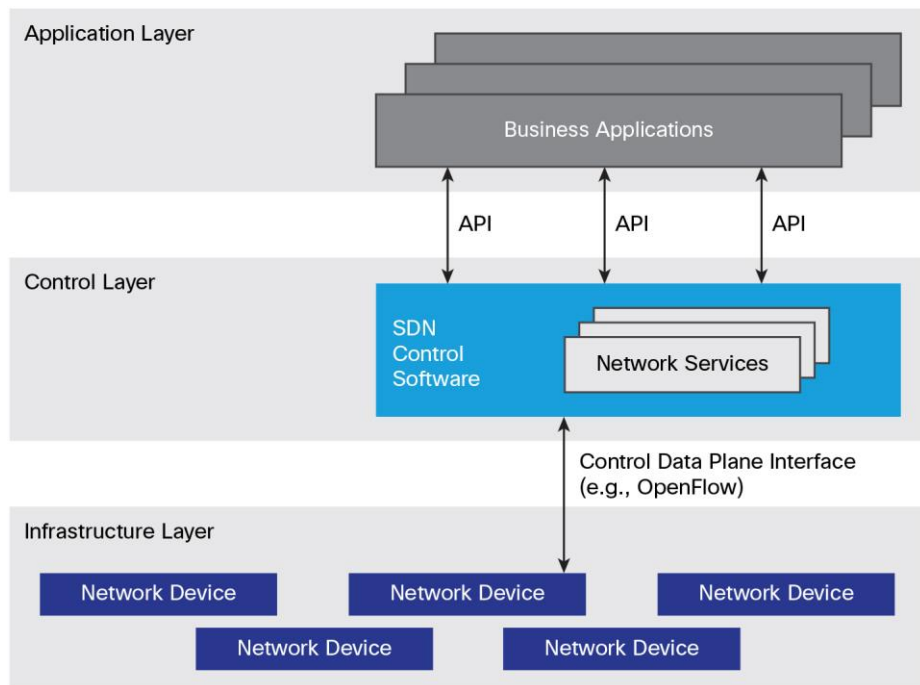 Application Layer
Business Applications
API
API
API
Control Layer
SDN
Control
Software
Network Services
Control Data Plane Interface
(e.g., OpenFlow)
Infrastructure Layer
Network Device
Network Device
Network Device
Network Device
Network Device